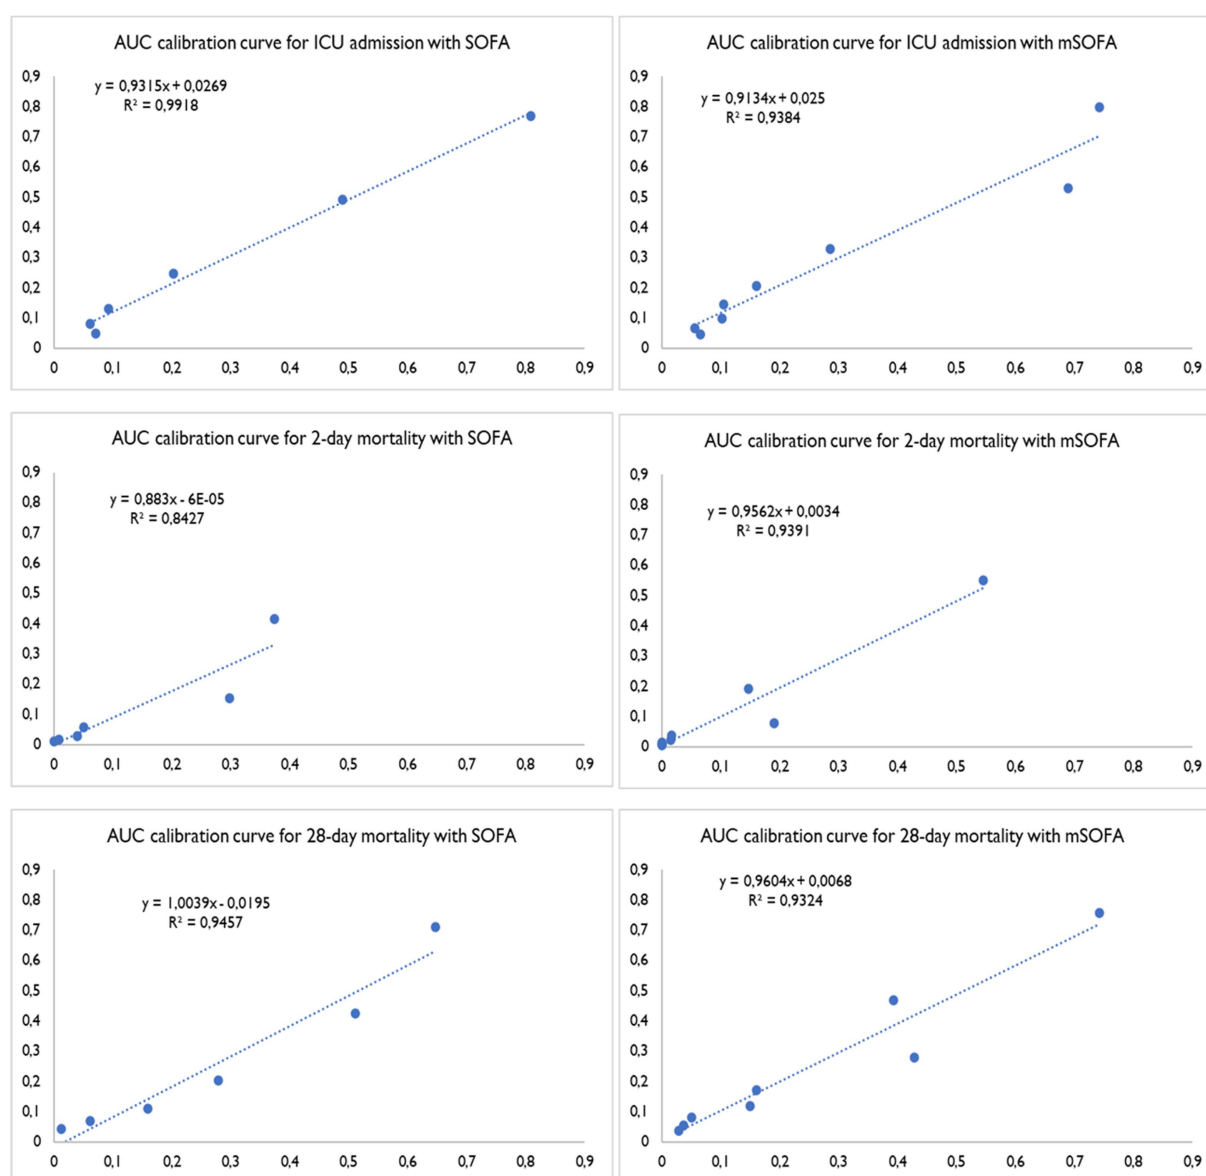 AUC calibration curve for ICU admission with SOFA
y = 0,9315x + 0,0269
R² = 0,9918
0,9
0,8
0,7
0,6
0,5
0,4
0,3
0,2
0,1
0
0 0,1 0,2 0,3 0,4 0,5 0,6 0,7 0,8 0,9
AUC calibration curve for ICU admission with mSOFA
y = 0,9134x + 0,025
R² = 0,9384
0,9
0,8
0,7
0,6
0,5
0,4
0,3
0,2
0,1
0
0 0,1 0,2 0,3 0,4 0,5 0,6 0,7 0,8 0,9
AUC calibration curve for 2-day mortality with SOFA
y = 0,883x - 6E-05
R² = 0,8427
0,9
0,8
0,7
0,6
0,5
0,4
0,3
0,2
0,1
0
0 0,1 0,2 0,3 0,4 0,5 0,6 0,7 0,8 0,9
AUC calibration curve for 2-day mortality with mSOFA
y = 0,9562x + 0,0034
R² = 0,9391
0,9
0,8
0,7
0,6
0,5
0,4
0,3
0,2
0,1
0
0 0,1 0,2 0,3 0,4 0,5 0,6 0,7 0,8 0,9
AUC calibration curve for 28-day mortality with SOFA
y = 1,0039x - 0,0195
R² = 0,9457
0,9
0,8
0,7
0,6
0,5
0,4
0,3
0,2
0,1
0
0 0,1 0,2 0,3 0,4 0,5 0,6 0,7 0,8 0,9
AUC calibration curve for 28-day mortality with mSOFA
y = 0,9604x + 0,0068
R² = 0,9324
0,9
0,8
0,7
0,6
0,5
0,4
0,3
0,2
0,1
0
0 0,1 0,2 0,3 0,4 0,5 0,6 0,7 0,8 0,9